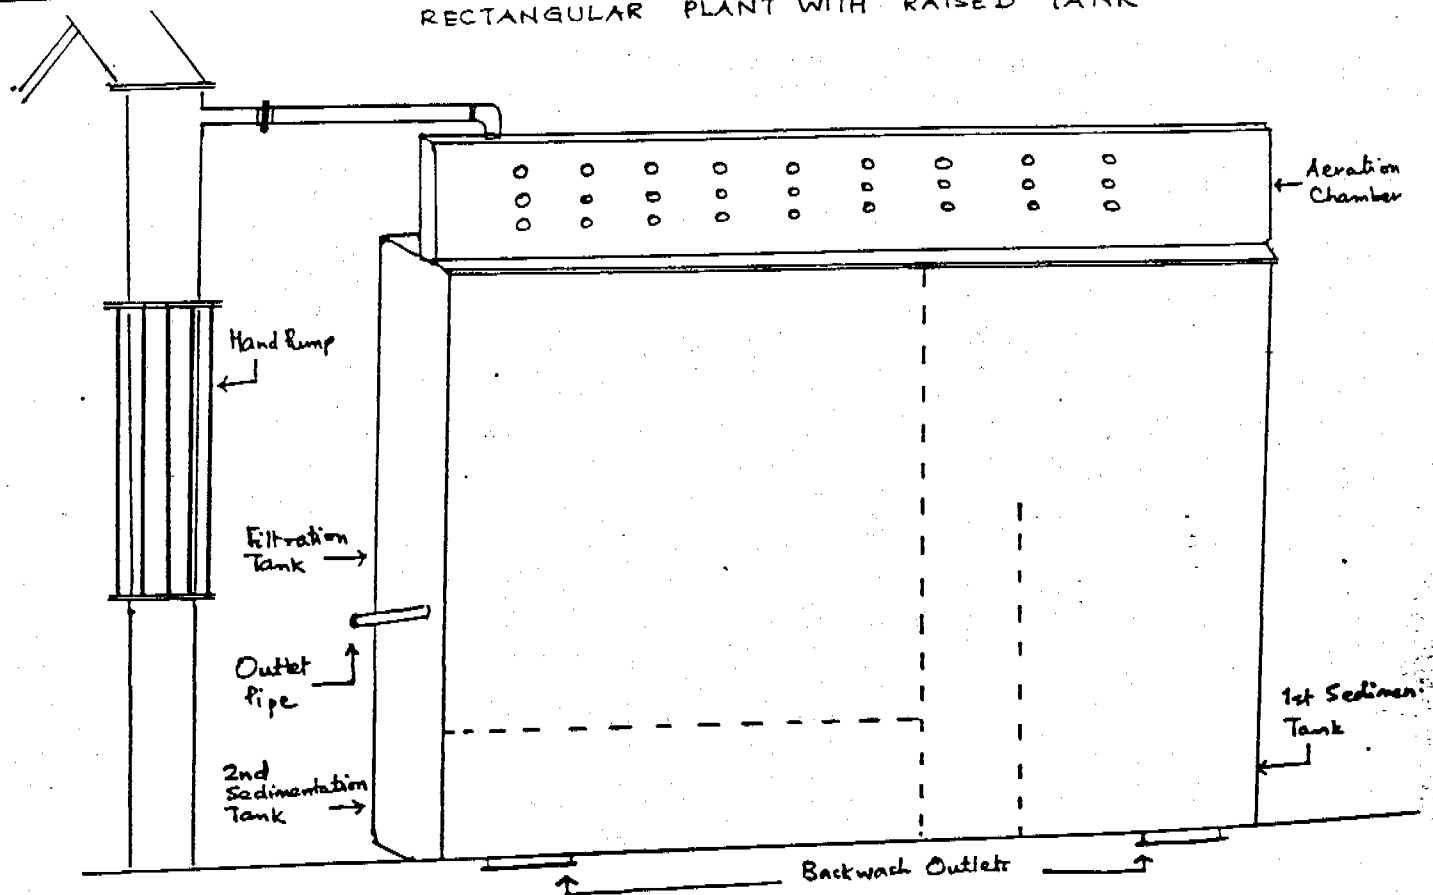 RECTANGULAR PLANT WITH RAISED TANK
Aeration
Chamber
Hand Pump
Filtration
Tank
Outlet
Pipe
1st Sedimen
Tank
2nd
Sedimentation
Tank
Backwash Outlets